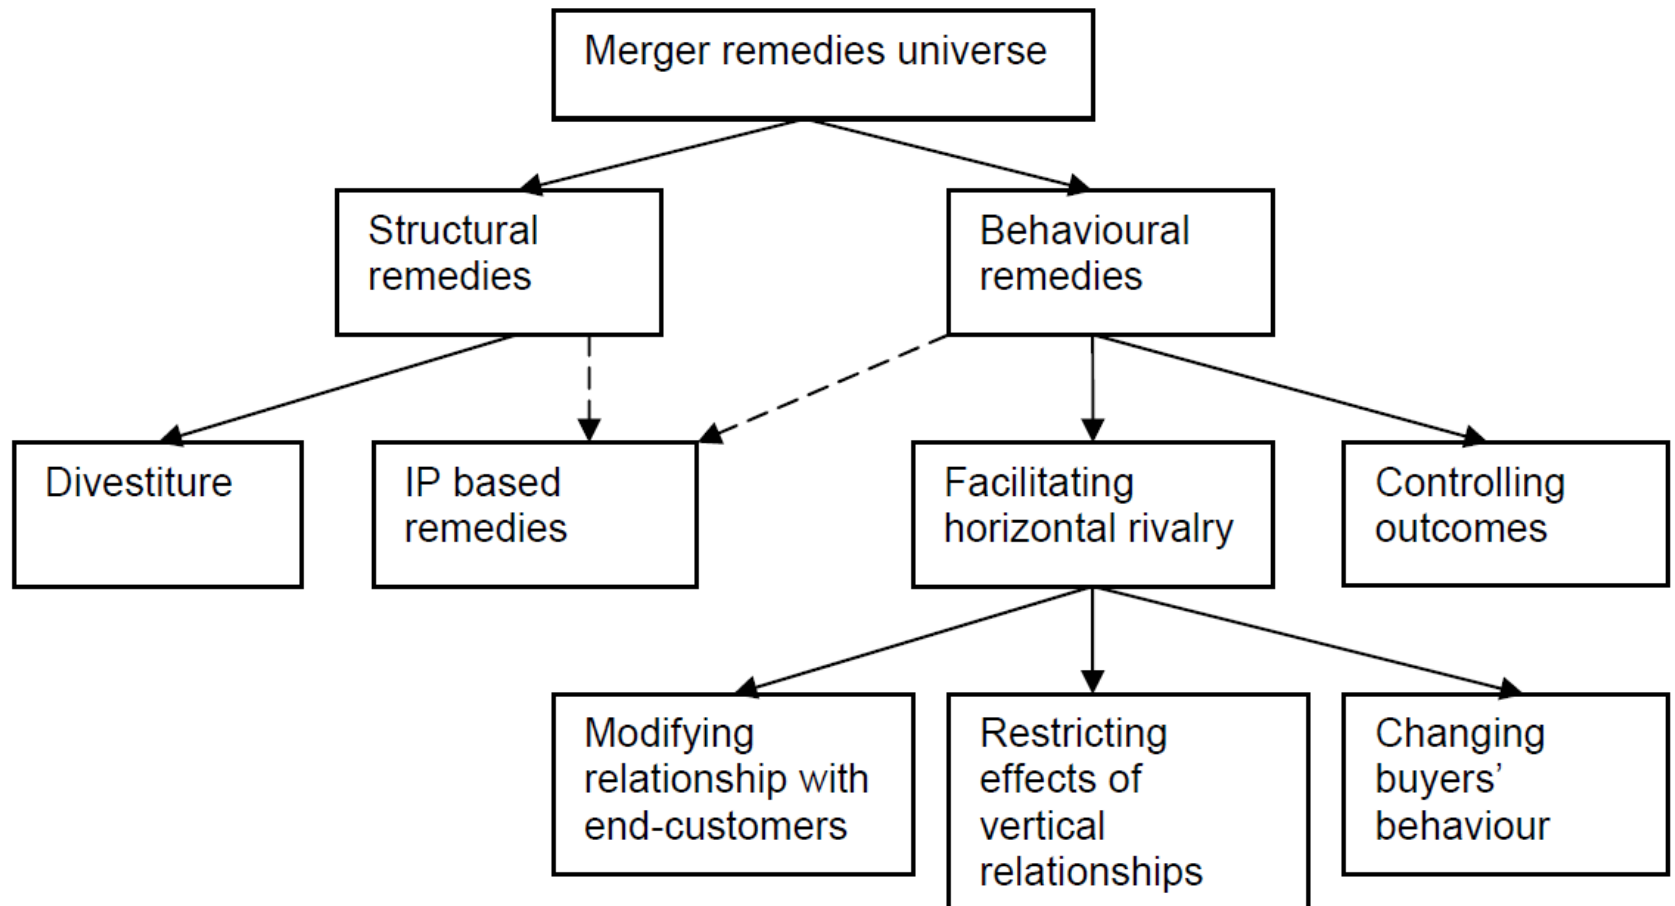 Merger remedies universe
Structural
remedies
Behavioural
remedies
Divestiture
IP based
remedies
Facilitating
horizontal rivalry
Controlling
outcomes
Modifying
relationship with
end-customers
Restricting
effects of
vertical
relationships
Changing
buyers’
behaviour